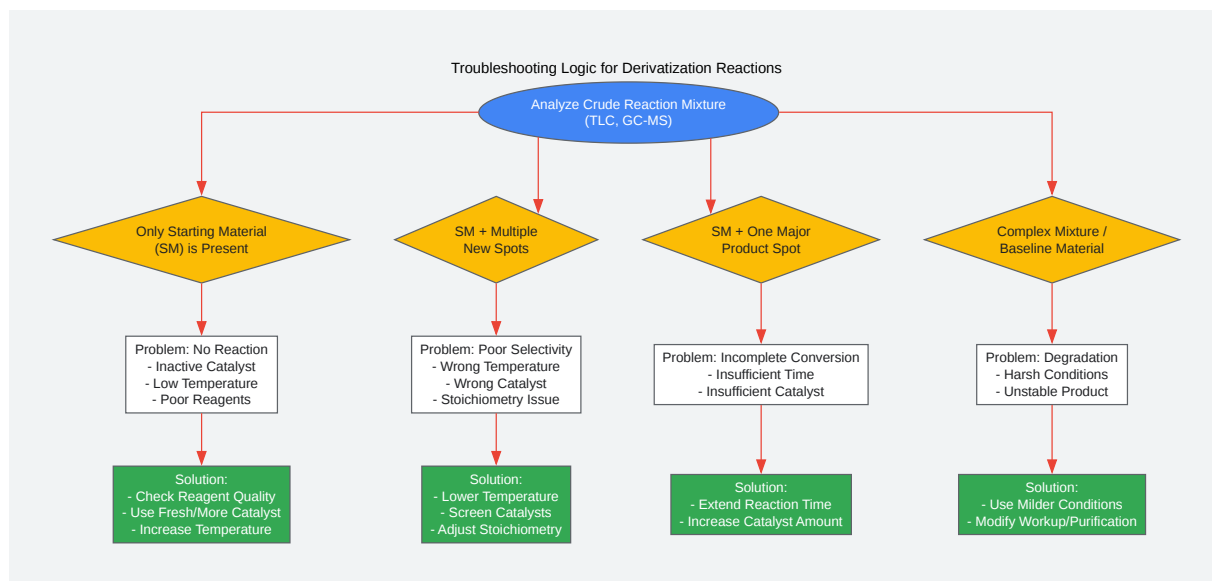 Troubleshooting Logic for Derivatization Reactions
Analyze Crude Reaction Mixture
(TLC, GC-MS)
Only Starting Material
(SM) is Present
SM + Multiple
New Spots
SM + One Major
Product Spot
Complex Mixture /
Baseline Material
Problem: No Reaction
- Inactive Catalyst
- Low Temperature
- Poor Reagents
Problem: Poor Selectivity
- Wrong Temperature
- Wrong Catalyst
- Stoichiometry Issue
Problem: Incomplete Conversion
- Insufficient Time
- Insufficient Catalyst
Problem: Degradation
- Harsh Conditions
- Unstable Product
Solution:
- Check Reagent Quality
- Use Fresh/More Catalyst
- Increase Temperature
Solution:
- Lower Temperature
- Screen Catalysts
- Adjust Stoichiometry
Solution:
- Extend Reaction Time
- Increase Catalyst Amount
Solution:
- Use Milder Conditions
- Modify Workup/Purification